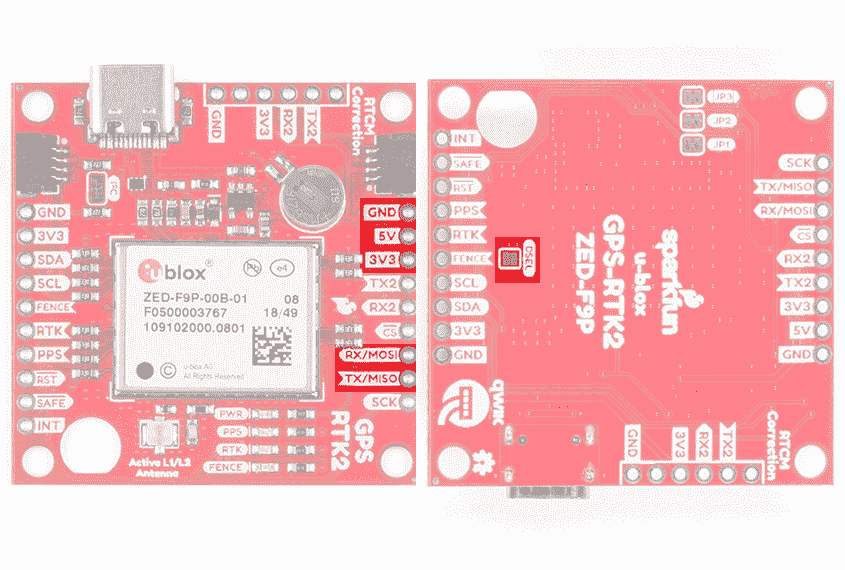 GND
3V3
RX2
TX2
RTCM
Correction
TRC
GND
3V3
SDA
SCL
FENCE
RTK
PPS
RST
SAFE
INT
GND
5V
3V3
TX2
RX2
CS
RX/MOSI
TX/MISO
SCK
ublox
e4
ZED-F9P-00B-01 08
F0500003767 18/49
109102000.0801
u-blox AG
All Rights Reserved
PWR
PPS
RTK
FENCE
GPS
RTK2
Active L1/L2
Antenna
JP3
JP2
JP1
INT
SAFE
RST
PPS
RTK
FENCE
SCL
SDA
3V3
GND
DSEL
sparkfun
u-blox
GPS-RTK2
ZED-F9P
SCK
TX/MISO
RX/MOSI
CS
RX2
TX2
3V3
5V
GND
qwiic
GND
3V3
RX2
TX2
RTCM
Correction